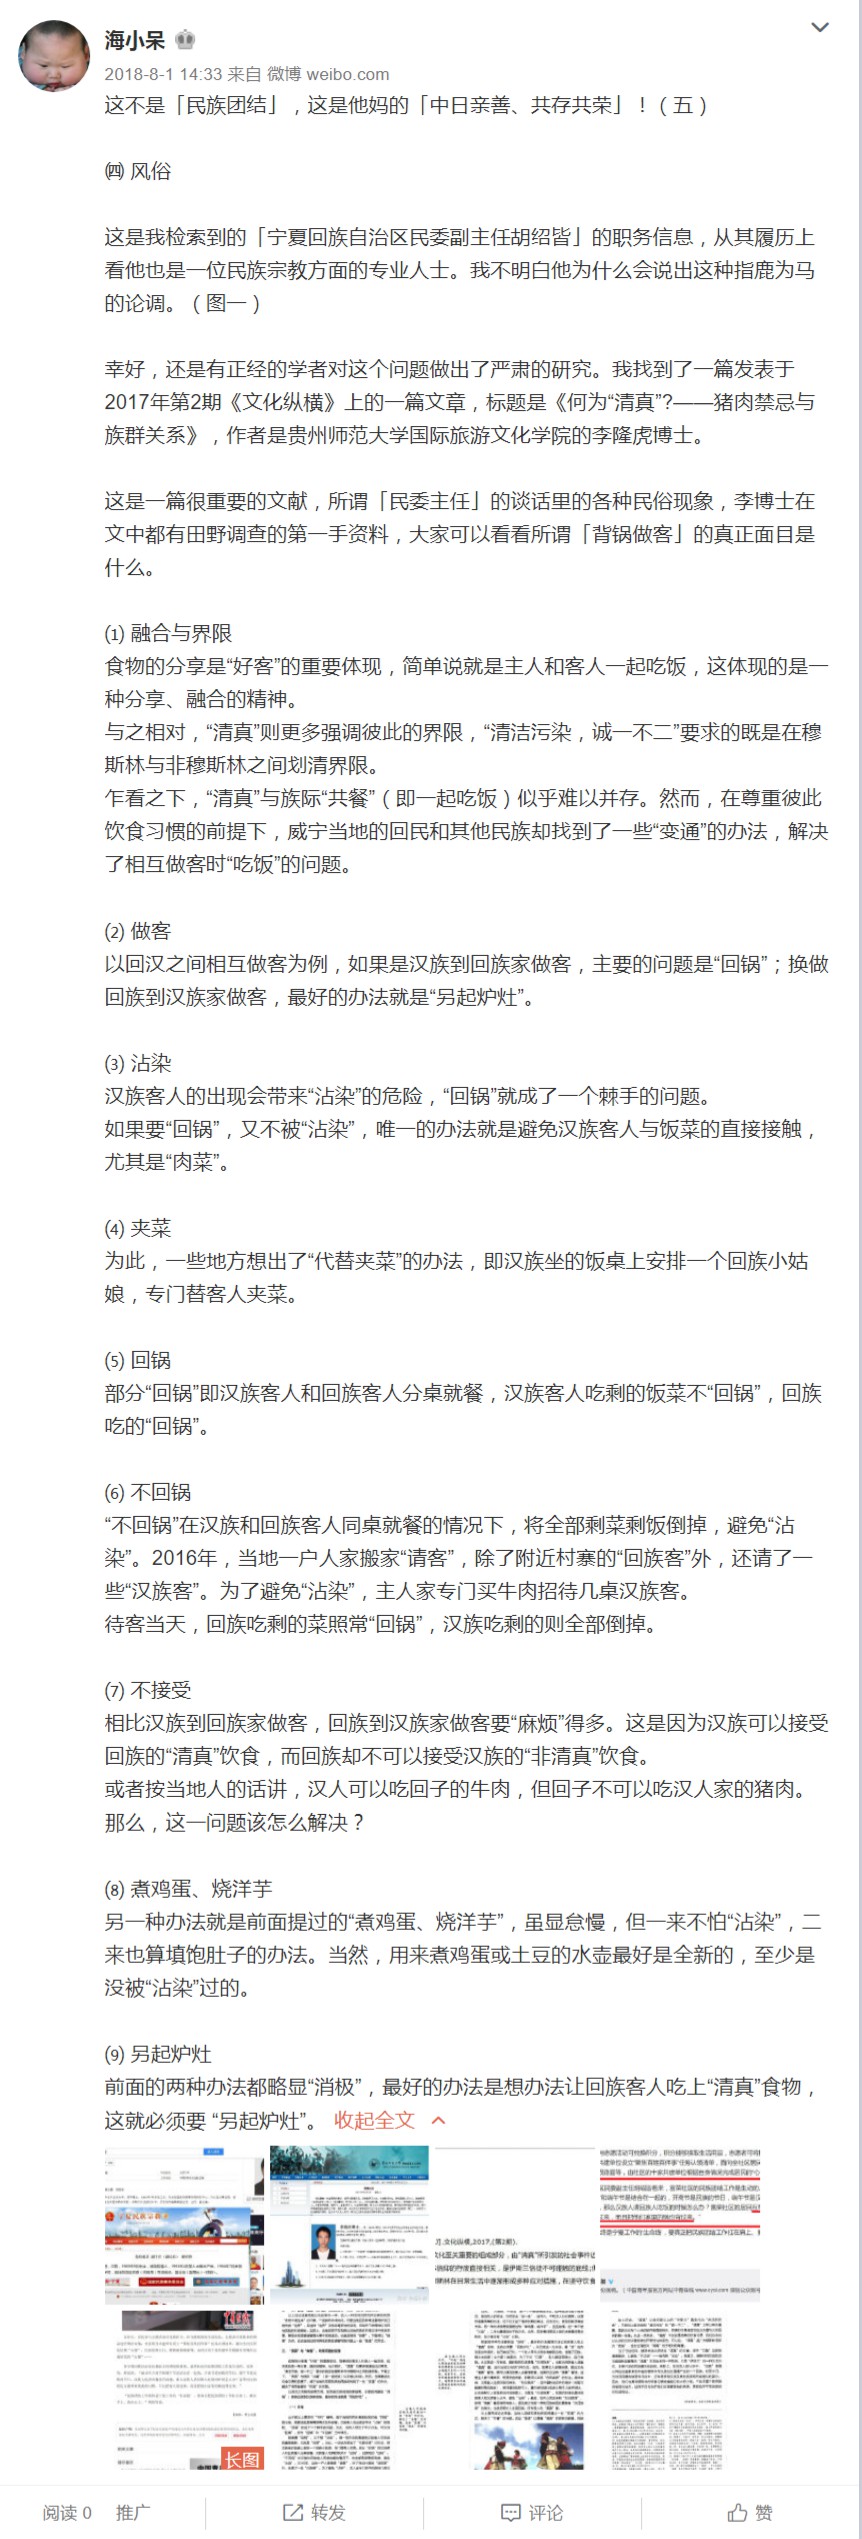 海小呆
2018-8-1 14:33 来自 微博 weibo.com
这不是「民族团结」，这是他妈的「中日亲善、共存共荣」！（五）
㈣ 风俗
这是我检索到的「宁夏回族自治区民委副主任胡绍皆」的职务信息，从其履历上
看他也是一位民族宗教方面的专业人士。我不明白他为什么会说出这种指鹿为马
的论调。（图一）
幸好，还是有正经的学者对这个问题做出了严肃的研究。我找到了一篇发表于
2017年第2期《文化纵横》上的一篇文章，标题是《何为“清真”?——猪肉禁忌与
族群关系》，作者是贵州师范大学国际旅游文化学院的李隆虎博士。
这是一篇很重要的文献，所谓「民委主任」的谈话里的各种民俗现象，李博士在
文中都有田野调查的第一手资料，大家可以看看所谓「背锅做客」的真正面目是
什么。
⑴ 融合与界限
食物的分享是“好客”的重要体现，简单说就是主人和客人一起吃饭，这体现的是一
种分享、融合的精神。
与之相对，“清真”则更多强调彼此的界限，“清洁污染，诚一不二”要求的既是在穆
斯林与非穆斯林之间划清界限。
乍看之下，“清真”与族际“共餐”（即一起吃饭）似乎难以并存。然而，在尊重彼此
饮食习惯的前提下，威宁当地的回民和其他民族却找到了一些“变通”的办法，解决
了相互做客时“吃饭”的问题。
⑵ 做客
以回汉之间相互做客为例，如果是汉族到回族家做客，主要的问题是“回锅”；换做
回族到汉族家做客，最好的办法就是“另起炉灶”。
⑶ 沾染
汉族客人的出现会带来“沾染”的危险，“回锅”就成了一个棘手的问题。
如果要“回锅”，又不被“沾染”，唯一的办法就是避免汉族客人与饭菜的直接接触，
尤其是“肉菜”。
⑷ 夹菜
为此，一些地方想出了“代替夹菜”的办法，即汉族坐的饭桌上安排一个回族小姑
娘，专门替客人夹菜。
⑸ 回锅
部分“回锅”即汉族客人和回族客人分桌就餐，汉族客人吃剩的饭菜不“回锅”，回族
吃的“回锅”。
⑹ 不回锅
“不回锅”在汉族和回族客人同桌就餐的情况下，将全部剩菜剩饭倒掉，避免“沾
染”。2016年，当地一户人家搬家“请客”，除了附近村寨的“回族客”外，还请了一
些“汉族客”。为了避免“沾染”，主人家专门买牛肉招待几桌汉族客。
待客当天，回族吃剩的菜照常“回锅”，汉族吃剩的则全部倒掉。
⑺ 不接受
相比汉族到回族家做客，回族到汉族家做客要“麻烦”得多。这是因为汉族可以接受
回族的“清真”饮食，而回族却不可以接受汉族的“非清真”饮食。
或者按当地人的话讲，汉人可以吃回子的牛肉，但回子不可以吃汉人家的猪肉。
那么，这一问题该怎么解决？
⑻ 煮鸡蛋、烧洋芋
另一种办法就是前面提过的“煮鸡蛋、烧洋芋”，虽显怠慢，但一来不怕“沾染”，二
来也算填饱肚子的办法。当然，用来煮鸡蛋或土豆的水壶最好是全新的，至少是
没被“沾染”过的。
⑼ 另起炉灶
前面的两种办法都略显“消极”，最好的办法是想办法让回族客人吃上“清真”食物，
这就必须要 “另起炉灶”。 收起全文
长图
阅读 0 推广 转发 评论 赞